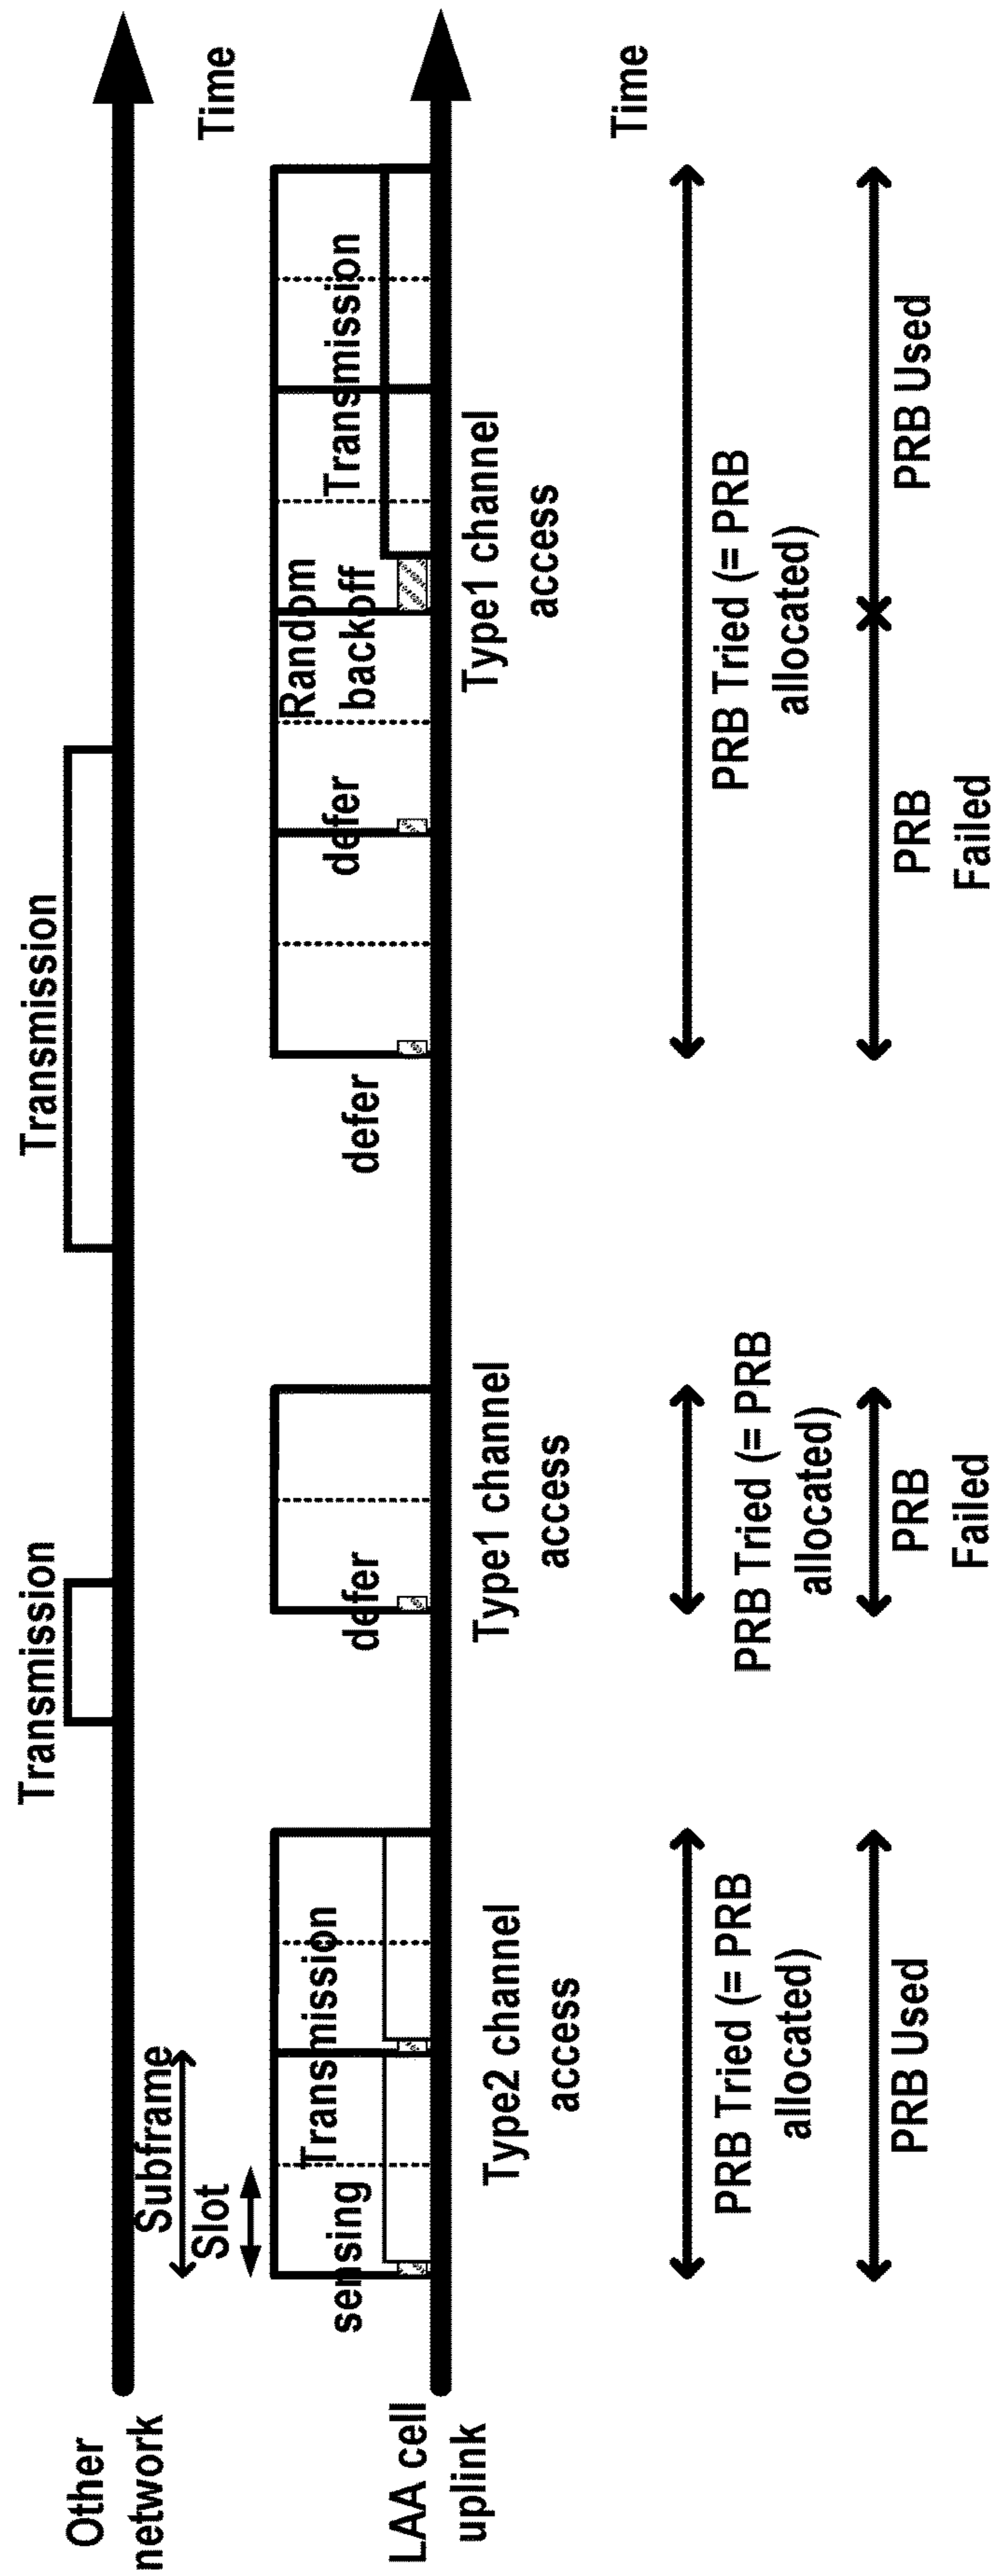 Other
network
Transmission
Transmission
Time
Subframe
Slot
LAA cell
uplink
sensing
Transmission
defer
defer
defer
Random
backoff
Transmission
Time
Type2 channel
access
Type1 channel
access
Type1 channel
access
PRB Tried (= PRB
allocated)
PRB Tried (= PRB
allocated)
PRB Tried (= PRB
allocated)
PRB Used
PRB
Failed
PRB
Failed
PRB Used